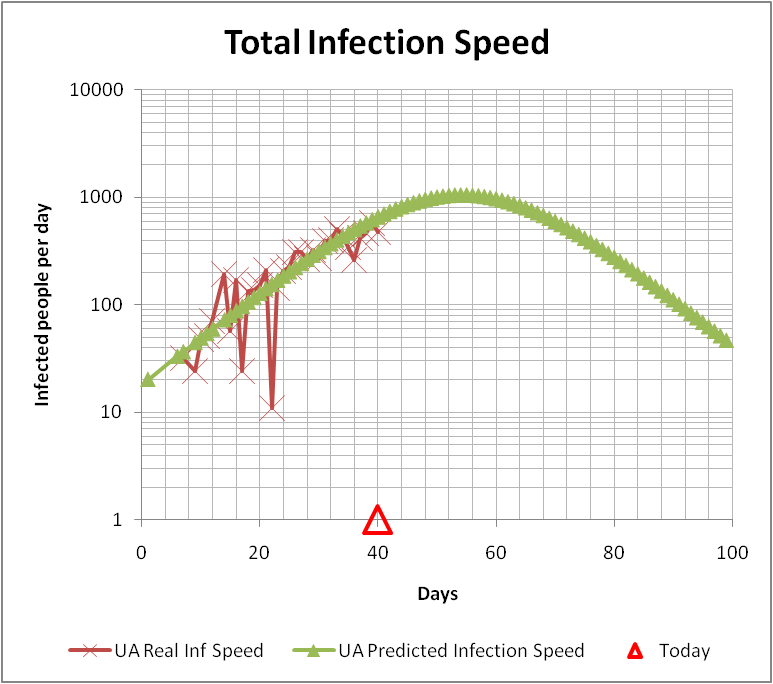 Total Infection Speed
10000
1000
100
10
1
0 20 40 60 80 100
Infected people per day
Days
UA Real Inf Speed UA Predicted Infection Speed Today